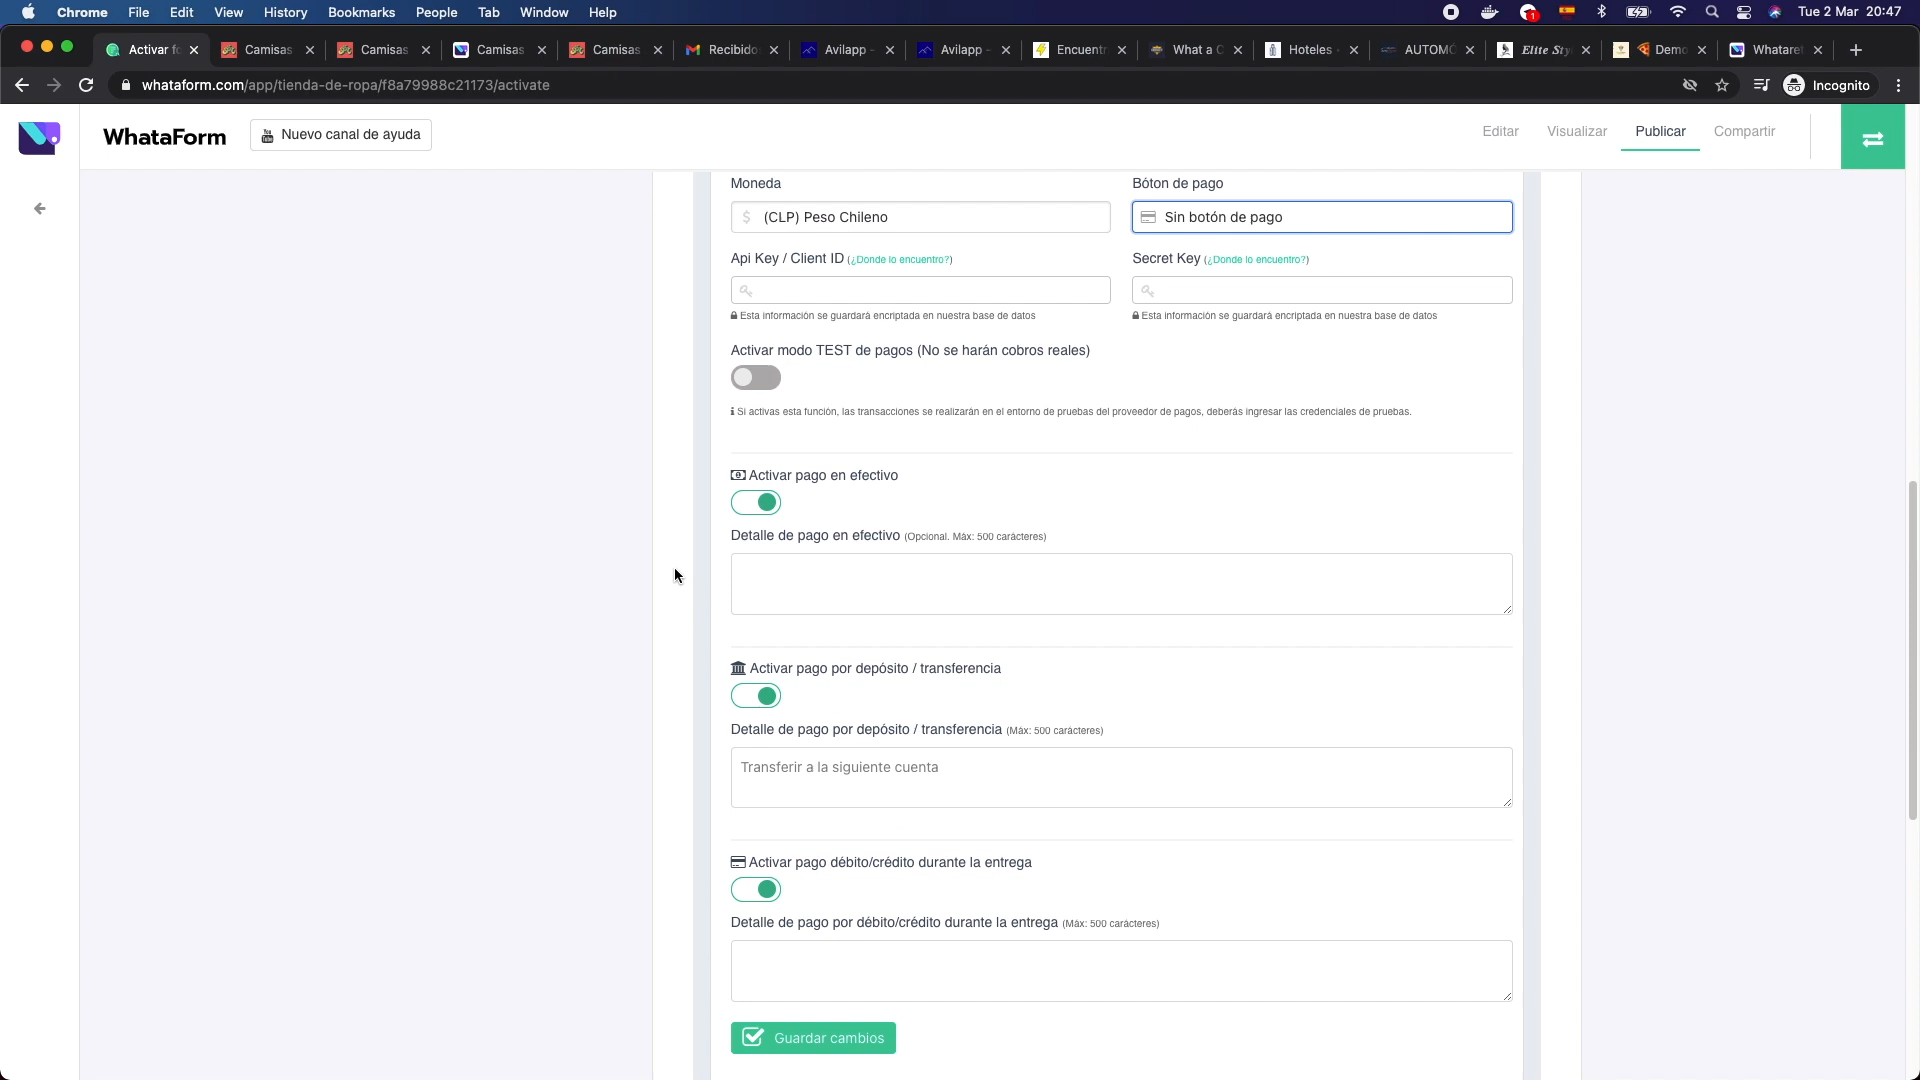 Chrome File Edit View History Bookmarks People Tab Window Help
1
Tue 2 Mar 20:47
Activar fo
Camisas
Camisas
Camisas
Camisas
Recibidos
Avilapp -
Avilapp -
Encuentr
What a C
Hoteles -
AUTOMÓ
Elite Sty
Demo
Whataref
whataform.com/app/tienda-de-ropa/f8a79988c21173/activate
Incognito
WhataForm
Nuevo canal de ayuda
Editar Visualizar Publicar Compartir
Moneda
Bóton de pago
$ (CLP) Peso Chileno
Sin botón de pago
Api Key / Client ID (¿Donde lo encuentro?)
Secret Key (¿Donde lo encuentro?)
Esta información se guardará encriptada en nuestra base de datos
Esta información se guardará encriptada en nuestra base de datos
Activar modo TEST de pagos (No se harán cobros reales)
Si activas esta función, las transacciones se realizarán en el entorno de pruebas del proveedor de pagos, deberás ingresar las credenciales de pruebas.
Activar pago en efectivo
Detalle de pago en efectivo (Opcional. Máx: 500 carácteres)
Activar pago por depósito / transferencia
Detalle de pago por depósito / transferencia (Máx: 500 carácteres)
Transferir a la siguiente cuenta
Activar pago débito/crédito durante la entrega
Detalle de pago por débito/crédito durante la entrega (Máx: 500 carácteres)
Guardar cambios